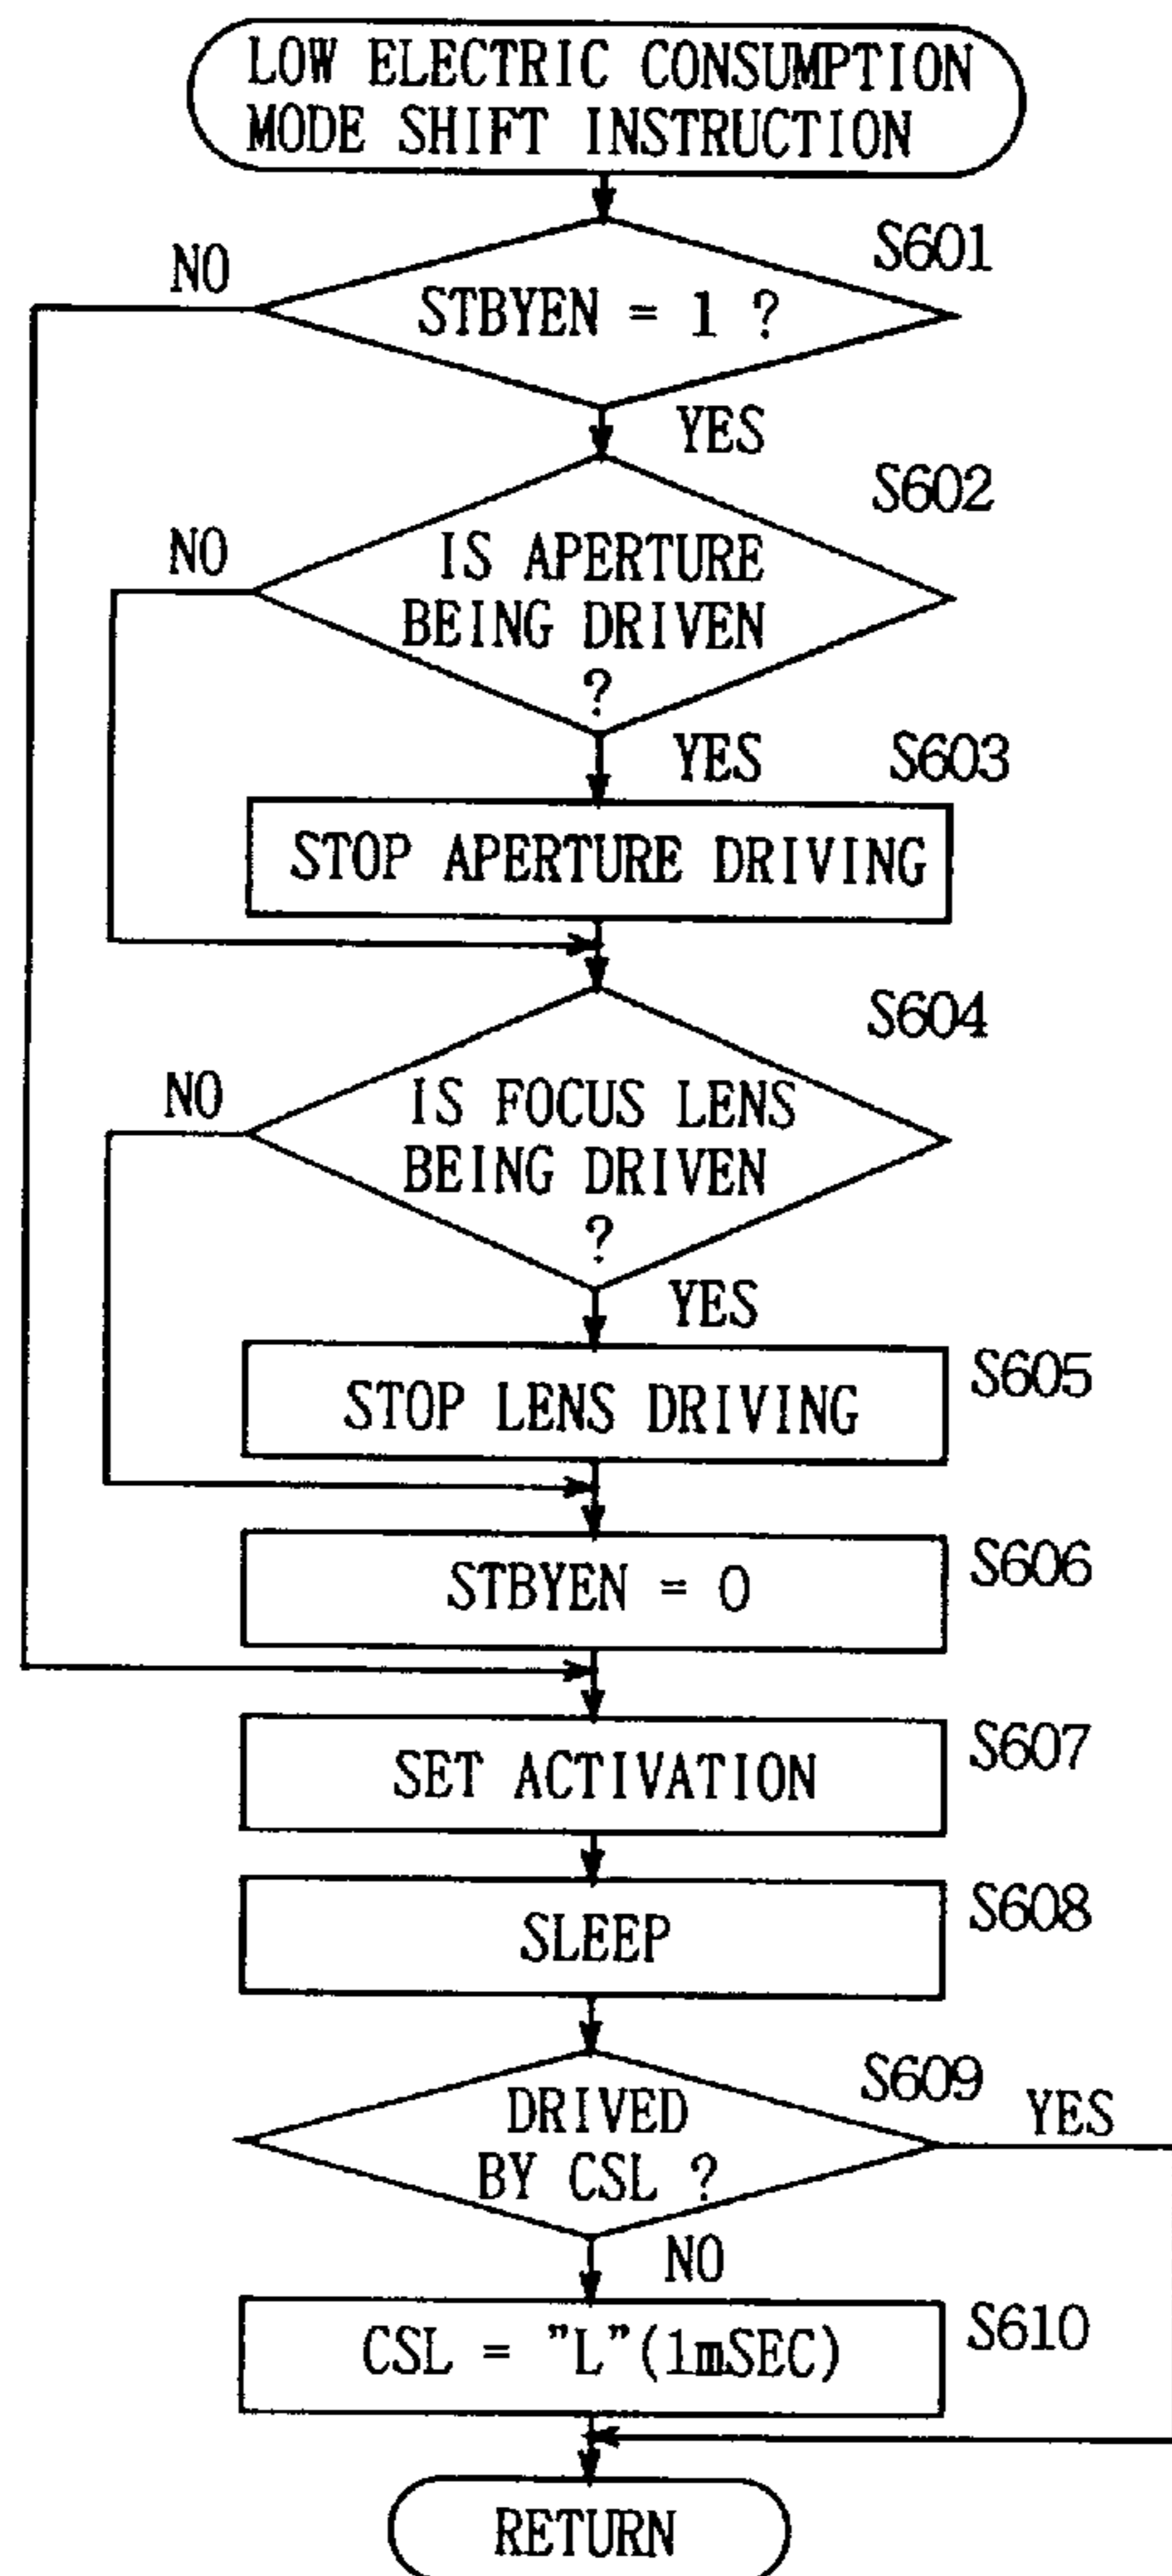 LOW ELECTRIC CONSUMPTION
MODE SHIFT INSTRUCTION
S601
NO
STBYEN = 1 ?
YES
S602
NO
IS APERTURE
BEING DRIVEN
?
YES
S603
STOP APERTURE DRIVING
S604
NO
IS FOCUS LENS
BEING DRIVEN
?
YES
S605
STOP LENS DRIVING
S606
STBYEN = 0
S607
SET ACTIVATION
S608
SLEEP
S609
YES
DRIVED
BY CSL ?
NO
S610
CSL = "L"(1mSEC)
RETURN